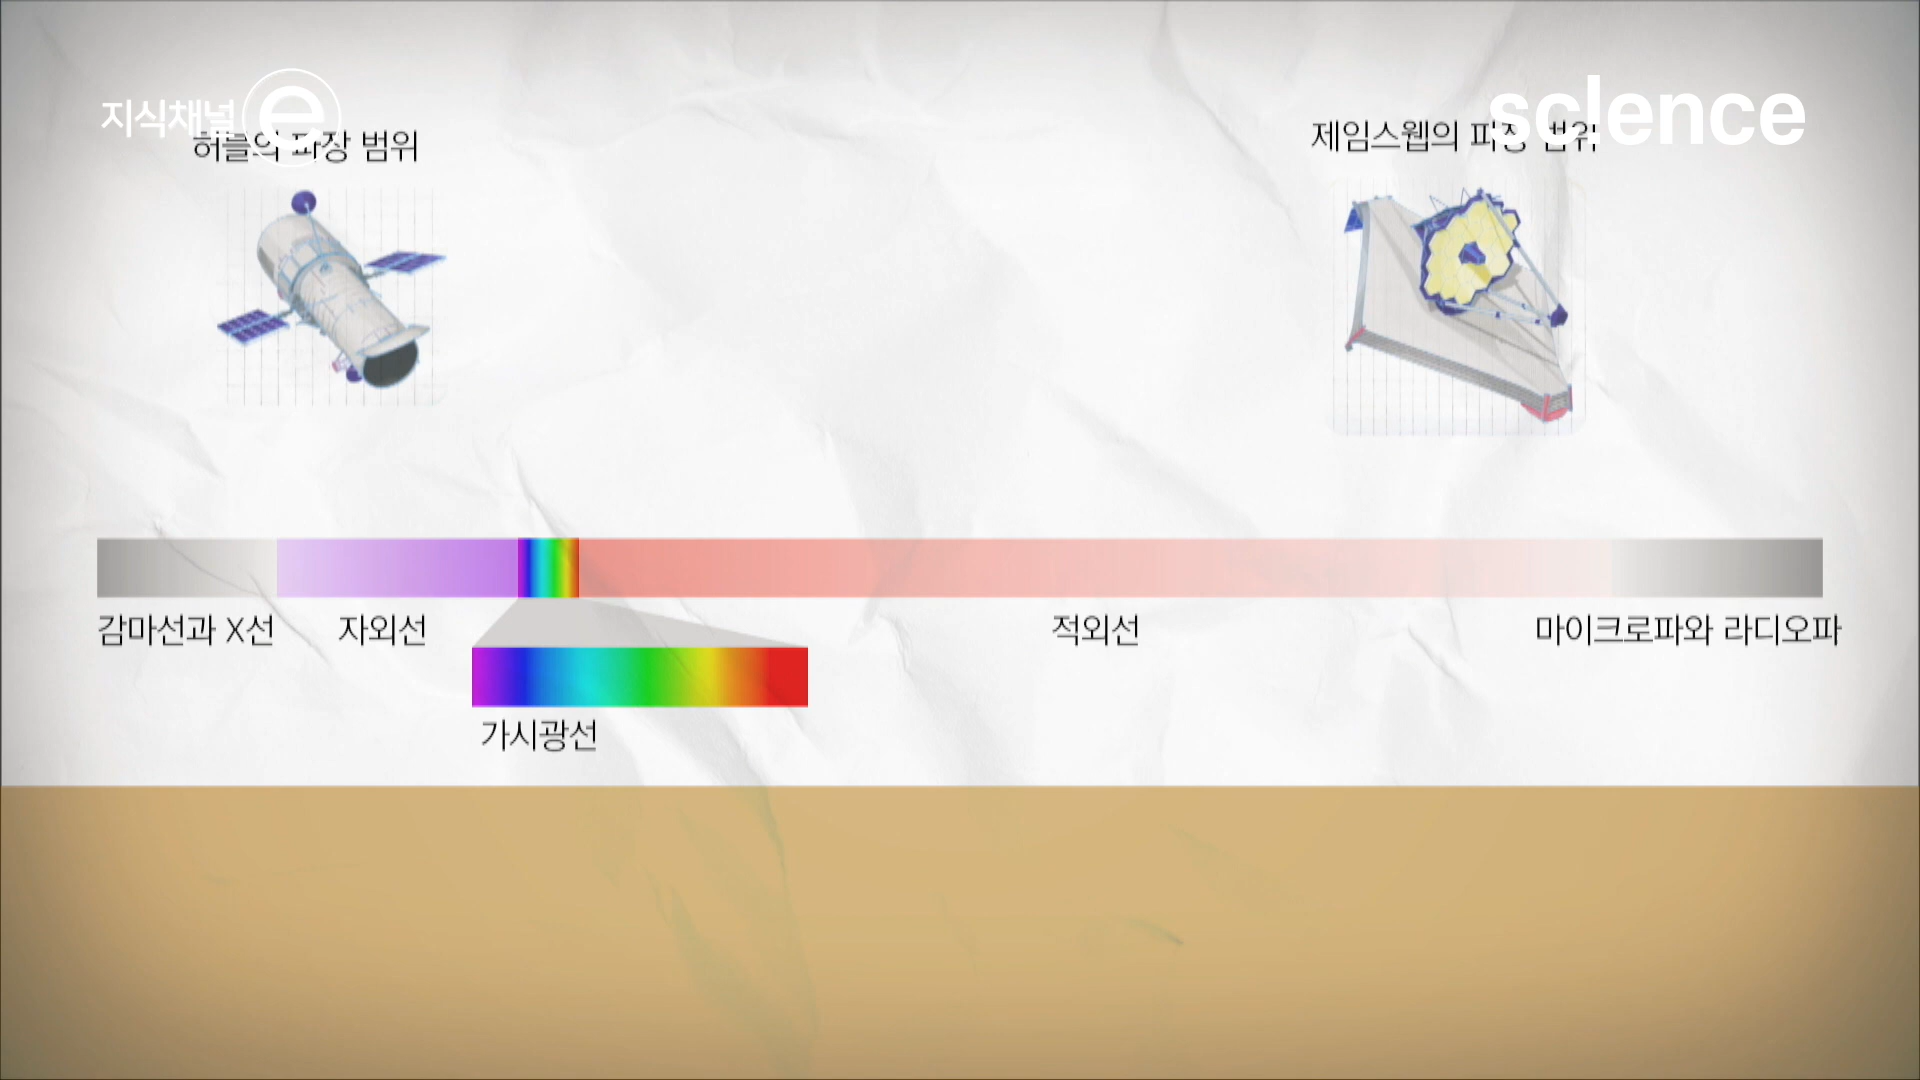 지식채널 e
science
허블의 파장 범위
제임스웹의 파장 범위
감마선과 X선
자외선
적외선
마이크로파와 라디오파
가시광선